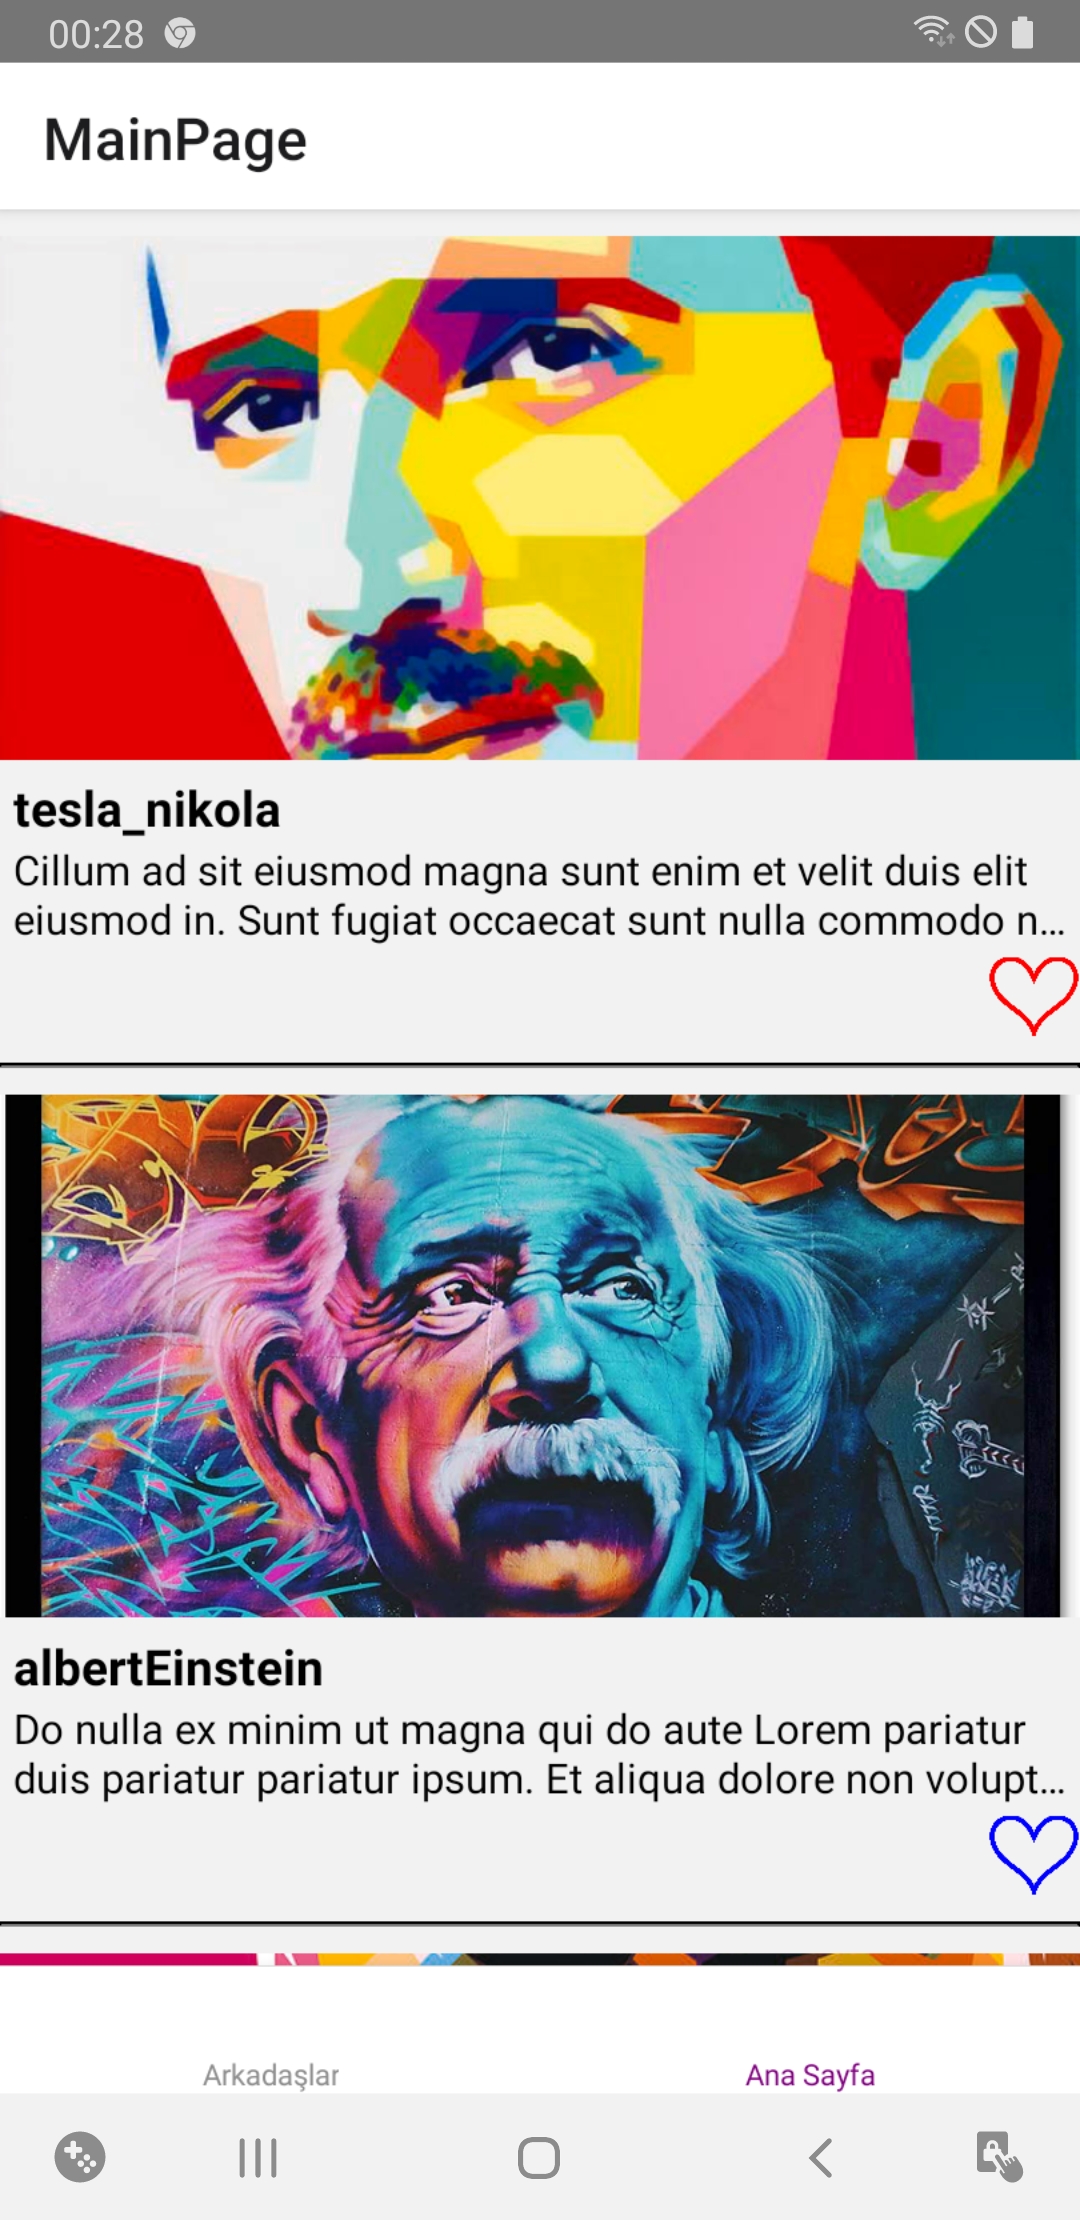 00:28
MainPage
tesla_nikola
Cillum ad sit eiusmod magna sunt enim et velit duis elit
eiusmod in. Sunt fugiat occaecat sunt nulla commodo n...
albertEinstein
Do nulla ex minim ut magna qui do aute Lorem pariatur
duis pariatur pariatur ipsum. Et aliqua dolore non volupt...
Arkadaşlar
Ana Sayfa